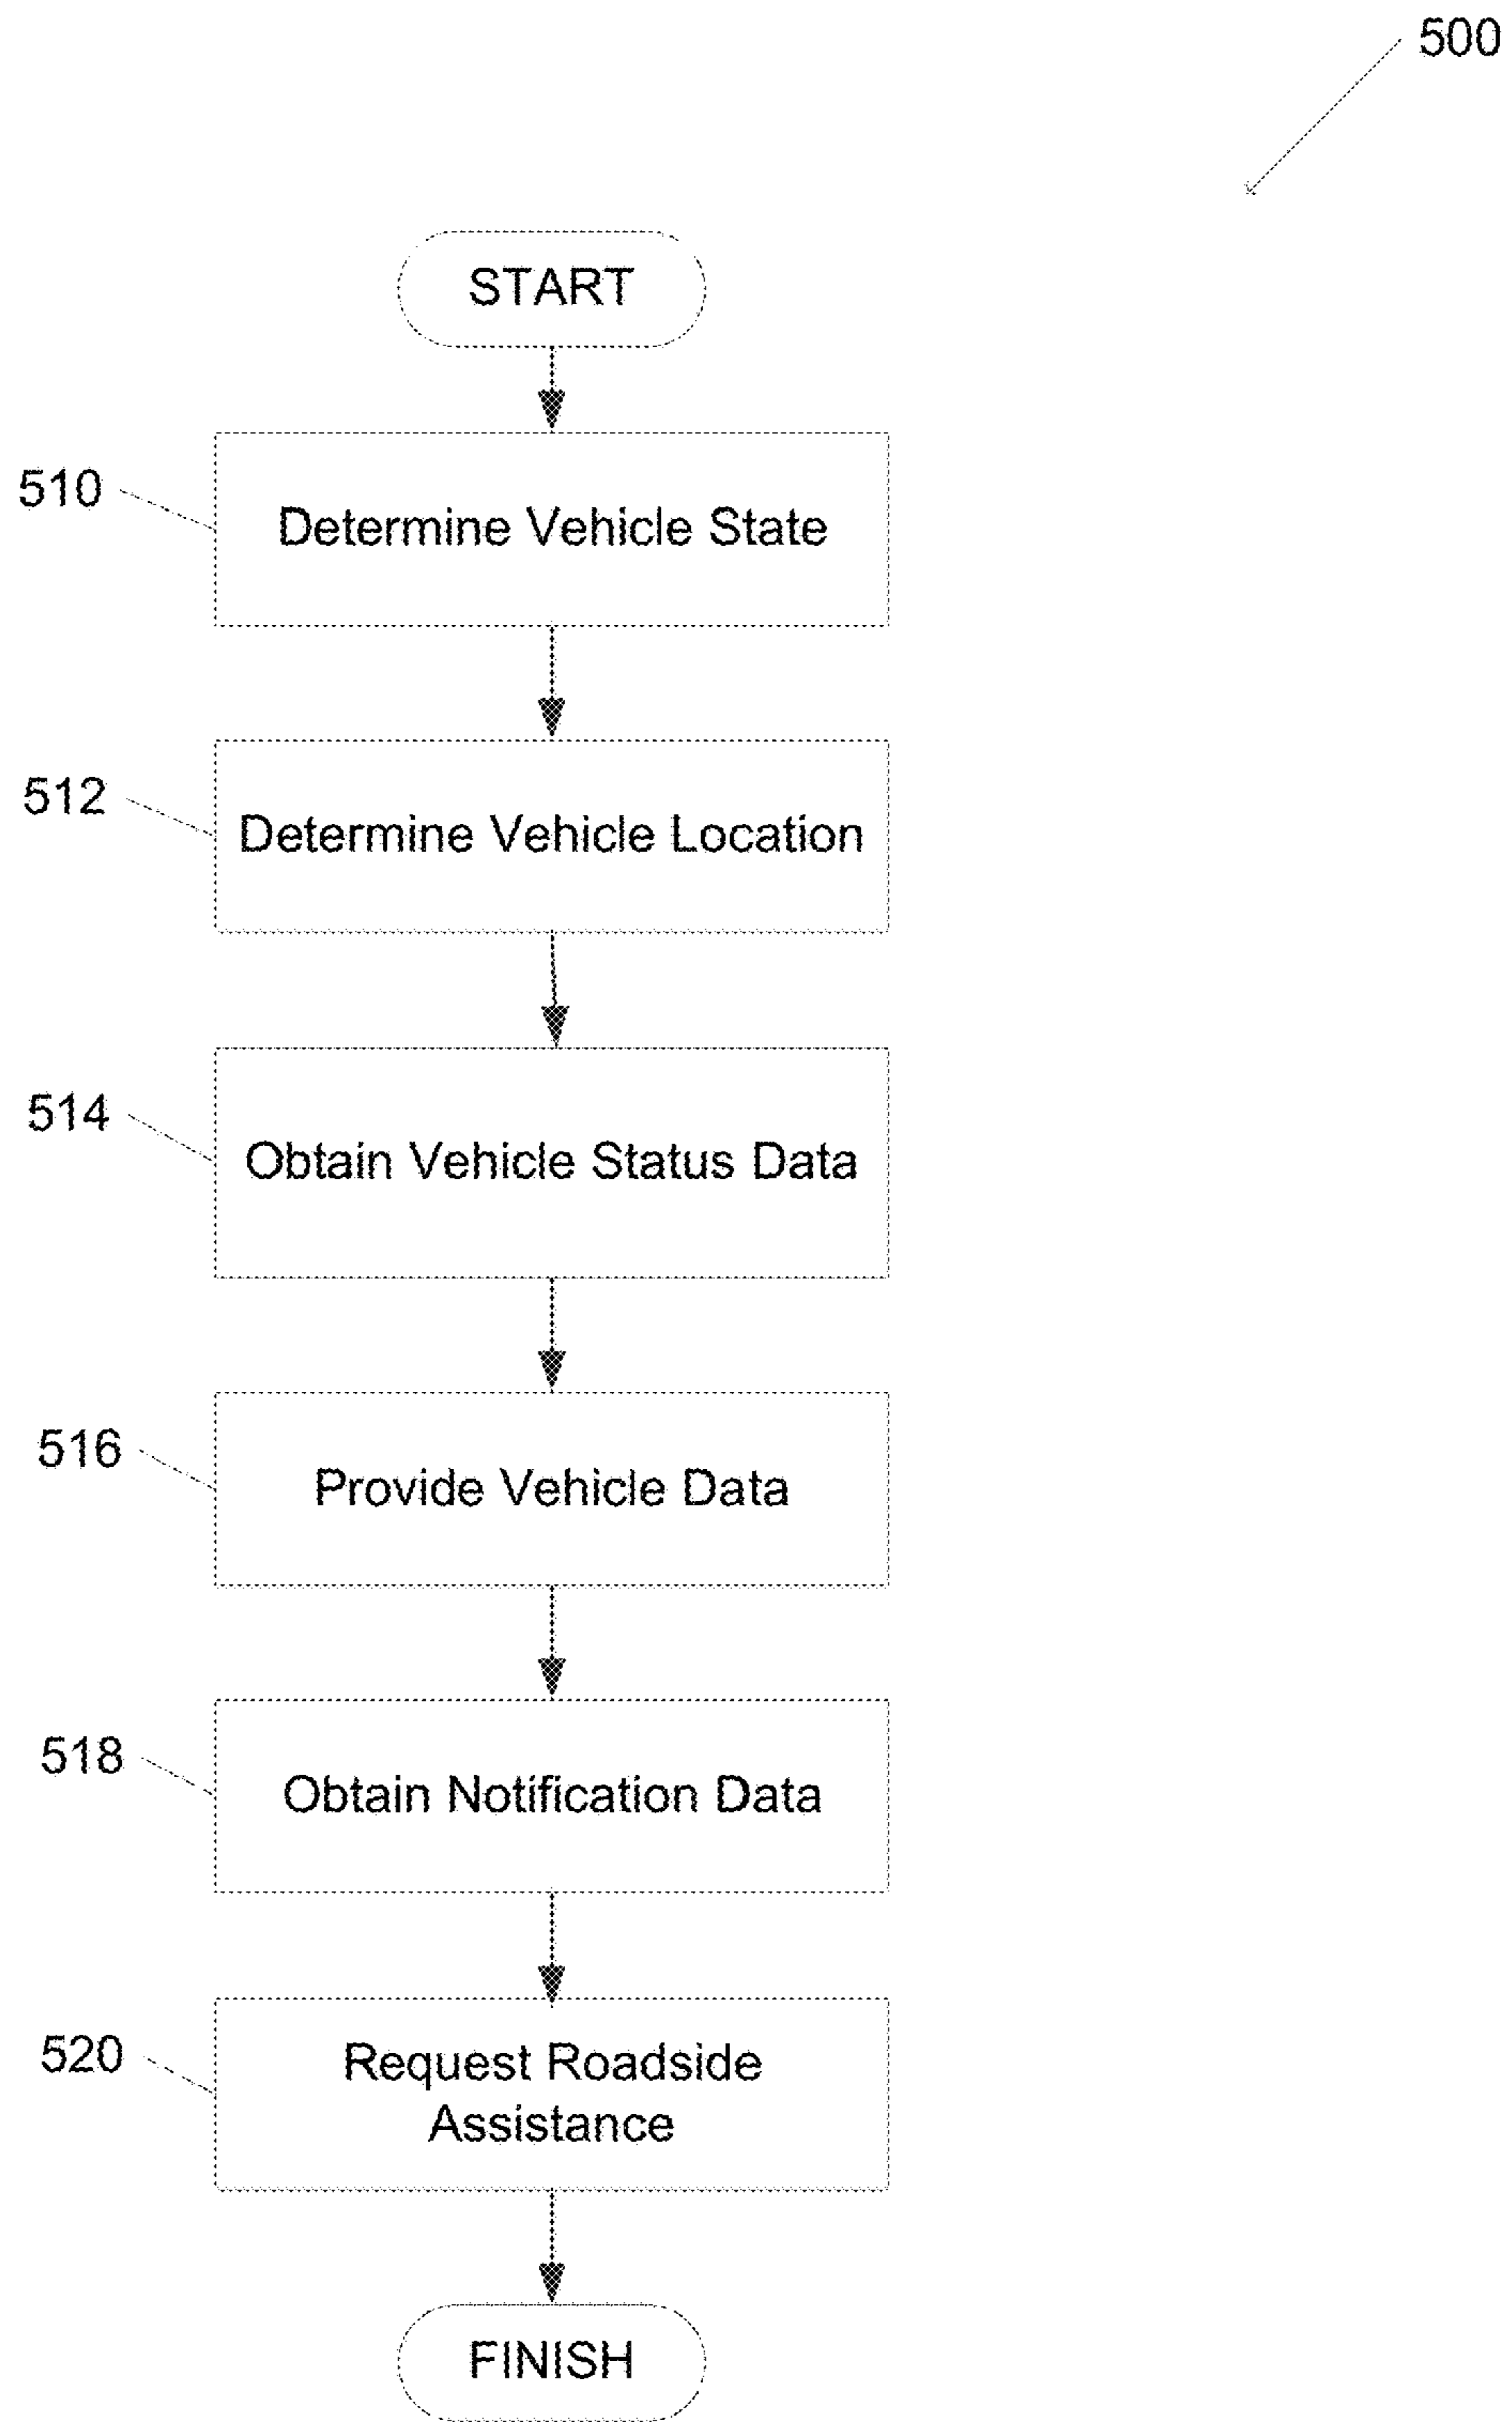 500
START
510
Determine Vehicle State
512
Determine Vehicle Location
514
Obtain Vehicle Status Data
516
Provide Vehicle Data
518
Obtain Notification Data
520
Request Roadside
Assistance
FINISH